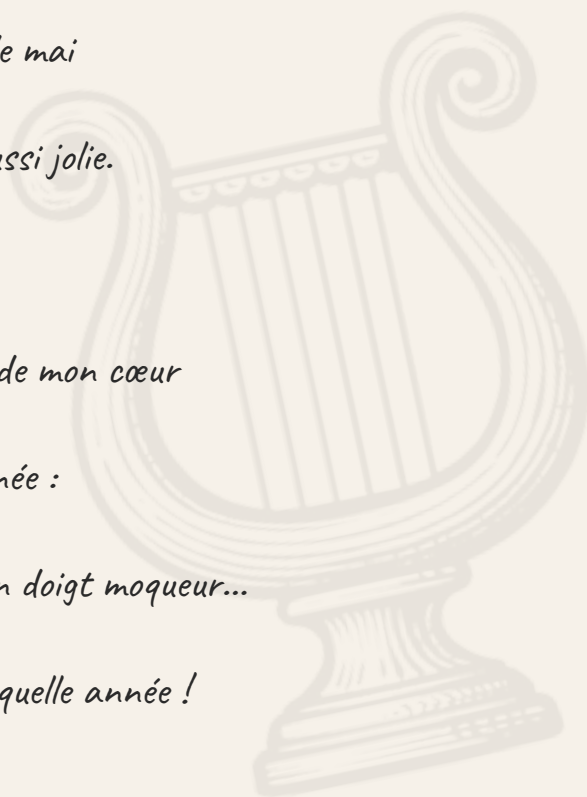 e mai
ssi jolie.
de mon cœur
née :
n doigt moqueur...
quelle année !